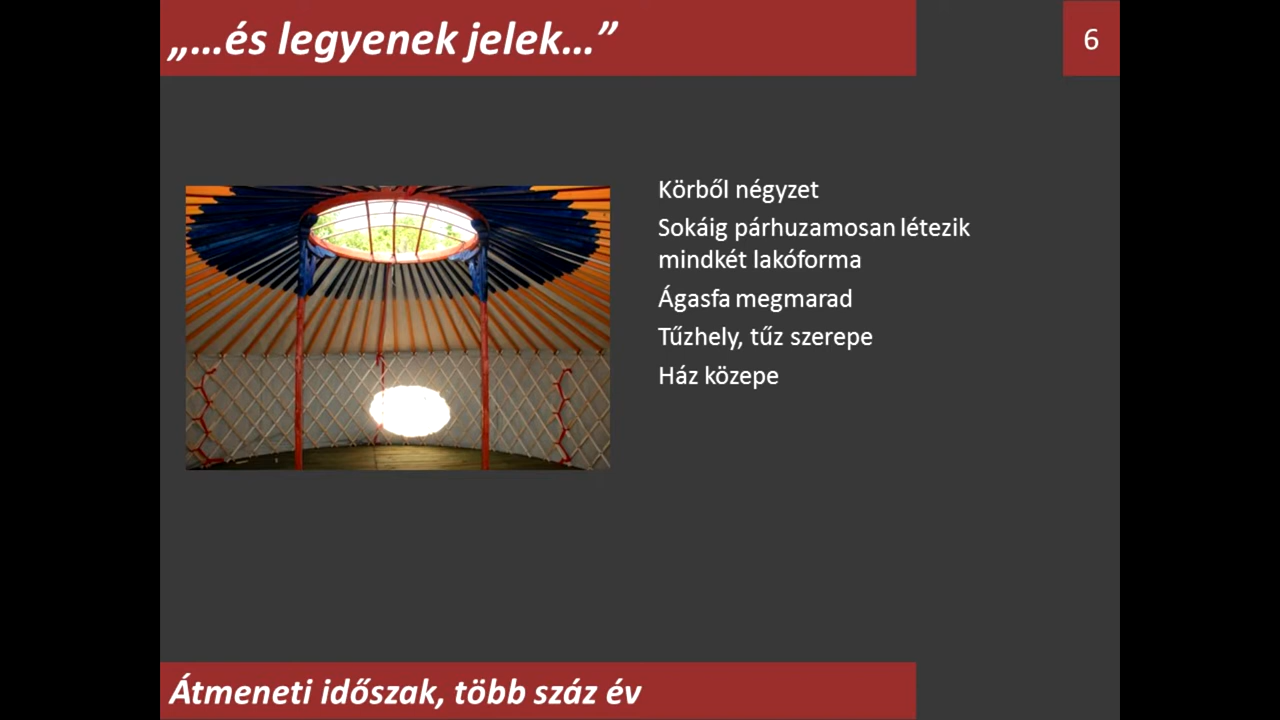 „…és legyenek jelek…”
6
Körből négyzet
Sokáig párhuzamosan létezik
mindkét lakóforma
Ágasfa megmarad
Tűzhely, tűz szerepe
Ház közepe
Átmeneti időszak, több száz év